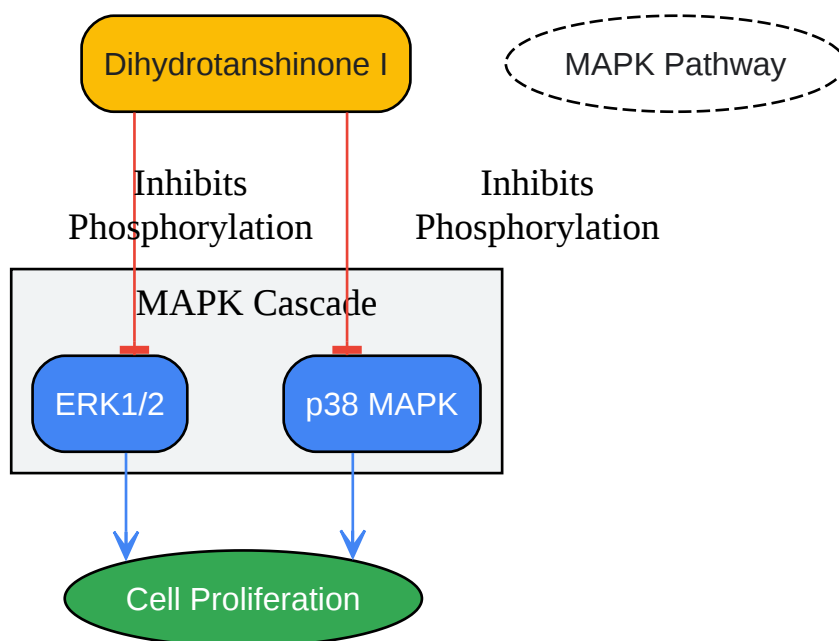 Dihydrotanshinone I
MAPK Pathway
Inhibits
Phosphorylation
Inhibits
Phosphorylation
MAPK Cascade
ERK1/2
p38 MAPK
Cell Proliferation